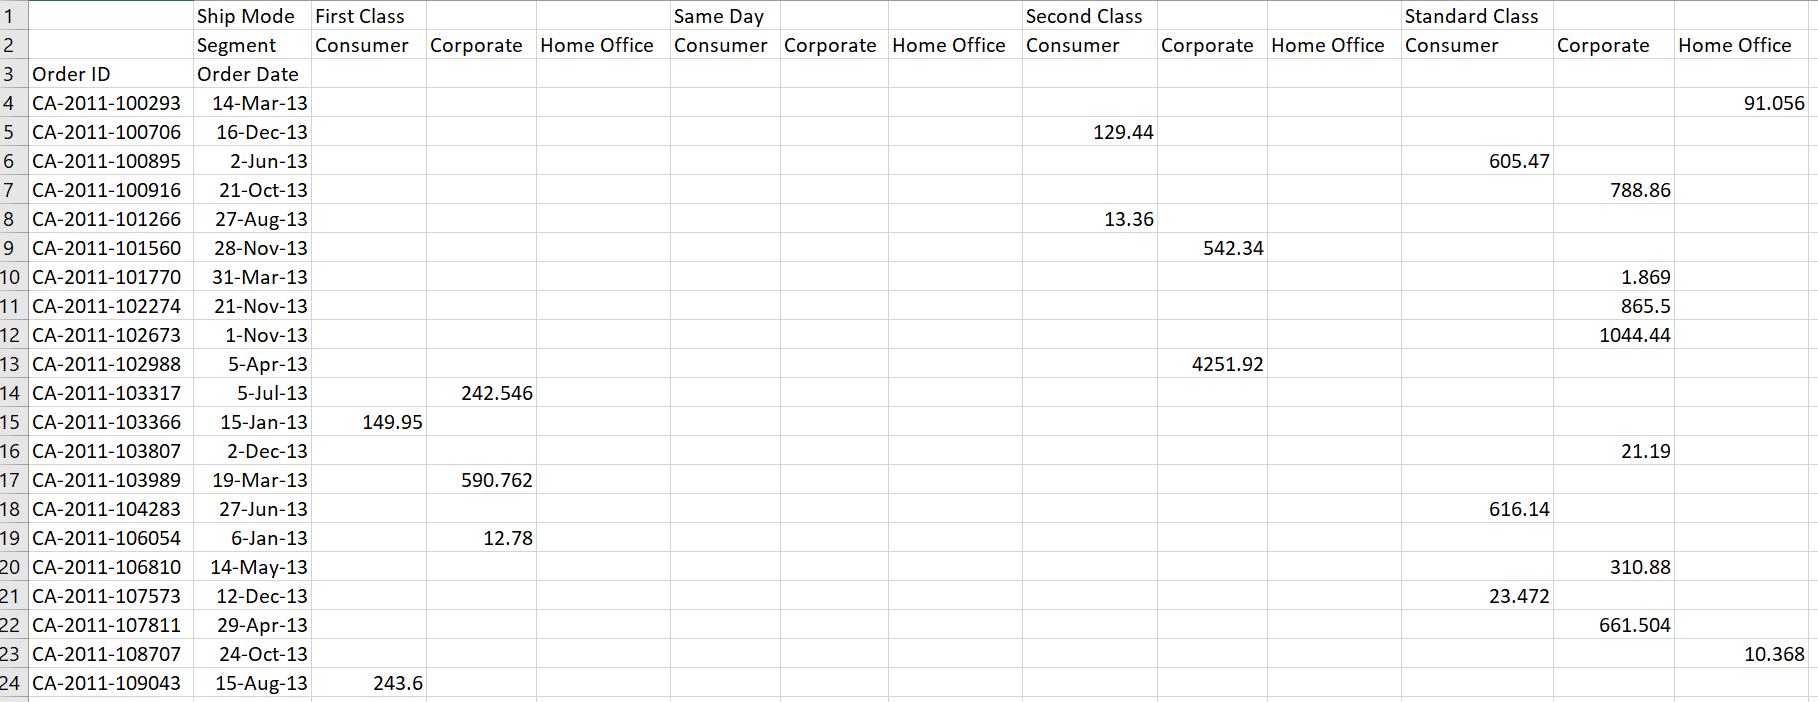 1 Ship Mode First Class Same Day Second Class Standard Class
2 Segment Consumer Corporate Home Office Consumer Corporate Home Office Consumer Corporate Home Office Consumer Corporate Home Office
3 Order ID Order Date
4 CA-2011-100293 14-Mar-13 91.056
5 CA-2011-100706 16-Dec-13 129.44
6 CA-2011-100895 2-Jun-13 605.47
7 CA-2011-100916 21-Oct-13 788.86
8 CA-2011-101266 27-Aug-13 13.36
9 CA-2011-101560 28-Nov-13 542.34
10 CA-2011-101770 31-Mar-13 1.869
11 CA-2011-102274 21-Nov-13 865.5
12 CA-2011-102673 1-Nov-13 1044.44
13 CA-2011-102988 5-Apr-13 4251.92
14 CA-2011-103317 5-Jul-13 242.546
15 CA-2011-103366 15-Jan-13 149.95
16 CA-2011-103807 2-Dec-13 21.19
17 CA-2011-103989 19-Mar-13 590.762
18 CA-2011-104283 27-Jun-13 616.14
19 CA-2011-106054 6-Jan-13 12.78
20 CA-2011-106810 14-May-13 310.88
21 CA-2011-107573 12-Dec-13 23.472
22 CA-2011-107811 29-Apr-13 661.504
23 CA-2011-108707 24-Oct-13 10.368
24 CA-2011-109043 15-Aug-13 243.6